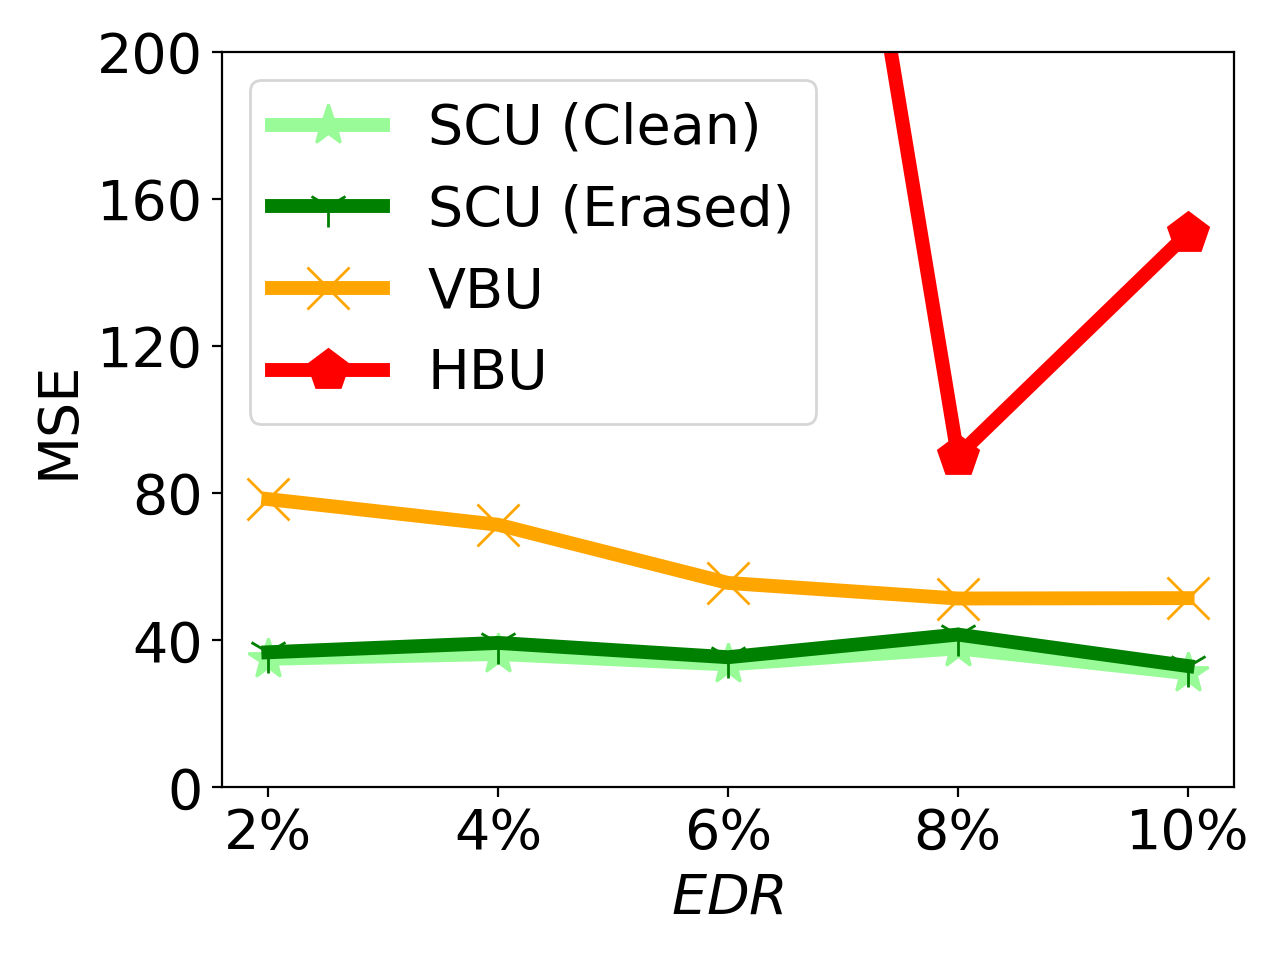 200
160
120
80
40
0
MSE
SCU (Clean)
SCU (Erased)
VBU
HBU
2% 4% 6% 8% 10%
EDR